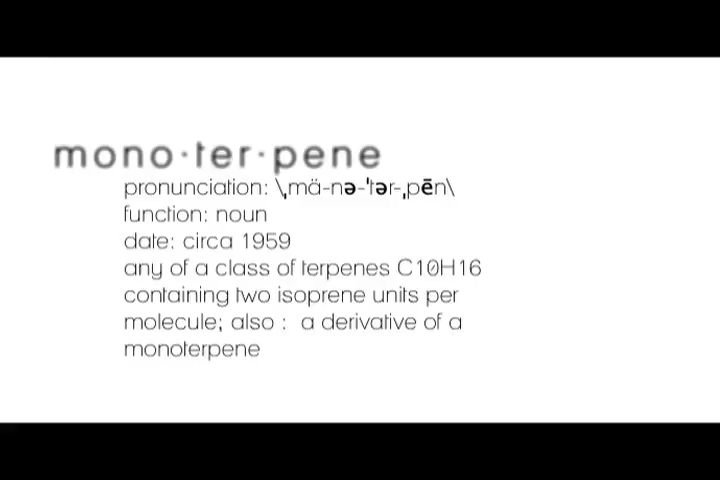 mono·ter·pene
pronunciation: \ˌmä-nə-ˈtər-ˌpēn\
function: noun
date: circa 1959
any of a class of terpenes C10H16
containing two isoprene units per
molecule; also : a derivative of a
monoterpene